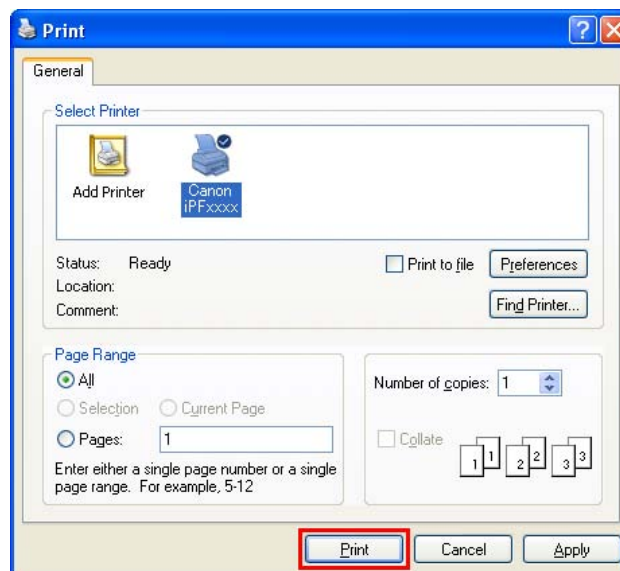 Print
General
Select Printer
Add Printer
Canon
iPFxxxx
Status: Ready
Print to file
Preferences
Location:
Comment:
Find Printer...
Page Range
All
Selection
Current Page
Pages: 1
Enter either a single page number or a single
page range. For example, 5-12
Number of copies: 1
Collate
1 1 2 2 3 3
Print
Cancel
Apply